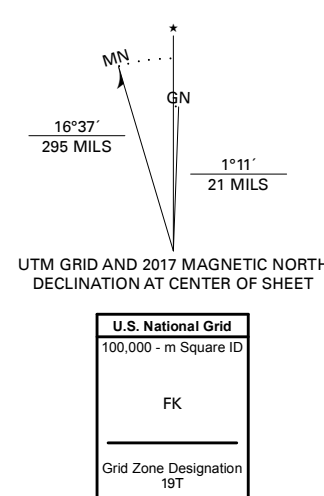 ★
MN
GN
16°37´
295 MILS
1°11´
21 MILS
UTM GRID AND 2017 MAGNETIC NORTH
DECLINATION AT CENTER OF SHEET
U.S. National Grid
100,000 - m Square ID
FK
Grid Zone Designation
19T